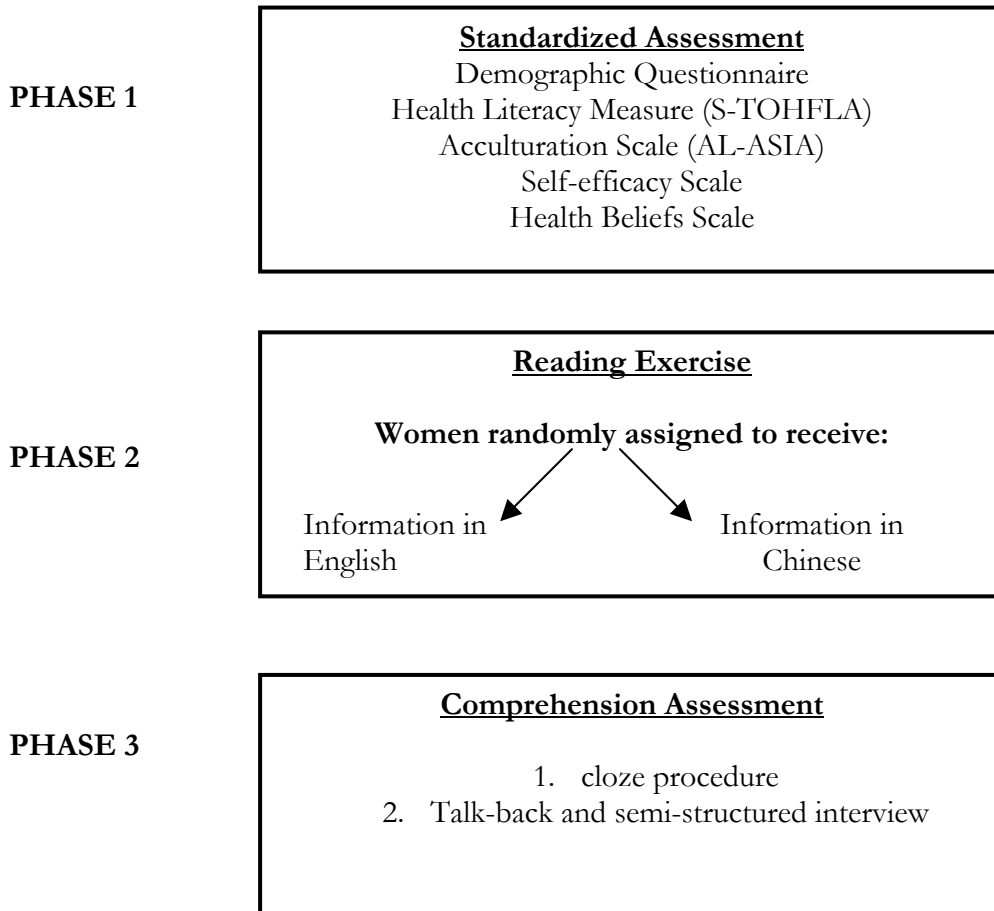 PHASE 1
Standardized Assessment
Demographic Questionnaire
Health Literacy Measure (S-TOHFLA)
Acculturation Scale (AL-ASIA)
Self-efficacy Scale
Health Beliefs Scale
PHASE 2
Reading Exercise
Women randomly assigned to receive:
Information in English
Information in Chinese
PHASE 3
Comprehension Assessment
1. cloze procedure
2. Talk-back and semi-structured interview